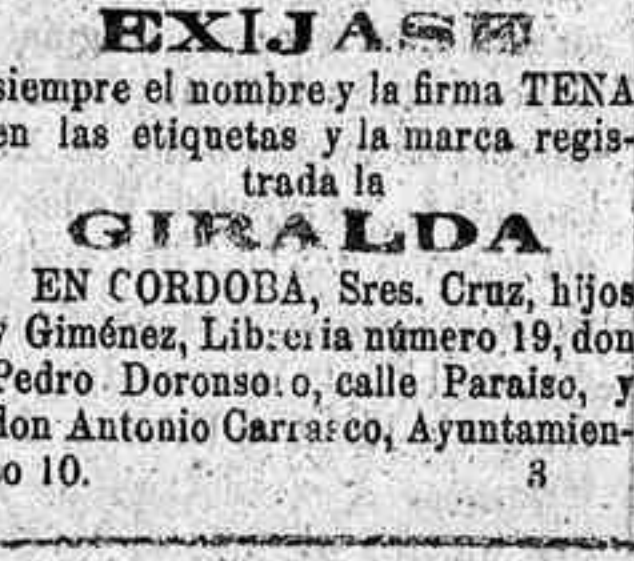 EXIJASE
siempre el nombre y la firma TENA
en las etiquetas y la marca regis-
trada la
GIRALDA
EN CORDOBA, Sres. Cruz, hijos
y Giménez, Libreria número 19, don
Pedro Doronsoro, calle Paraiso, y
don Antonio Carrasco, Ayuntamien-
o 10. 3